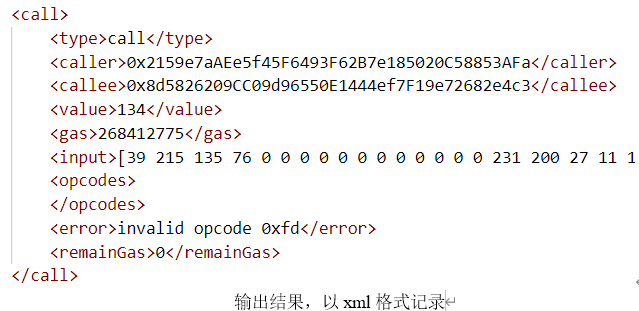 <call>
<type>call</type>
<caller>0x2159e7aAEe5f45F6493F62B7e185020C58853AFa</caller>
<callee>0x8d5826209CC09d96550E1444ef7F19e72682e4c3</callee>
<value>134</value>
<gas>268412775</gas>
<input>[39 215 135 76 0 0 0 0 0 0 0 0 0 0 0 0 231 200 27 11 1
<opcodes>
</opcodes>
<error>invalid opcode 0xfd</error>
<remainGas>0</remainGas>
</call>
输出结果，以 xml 格式记录